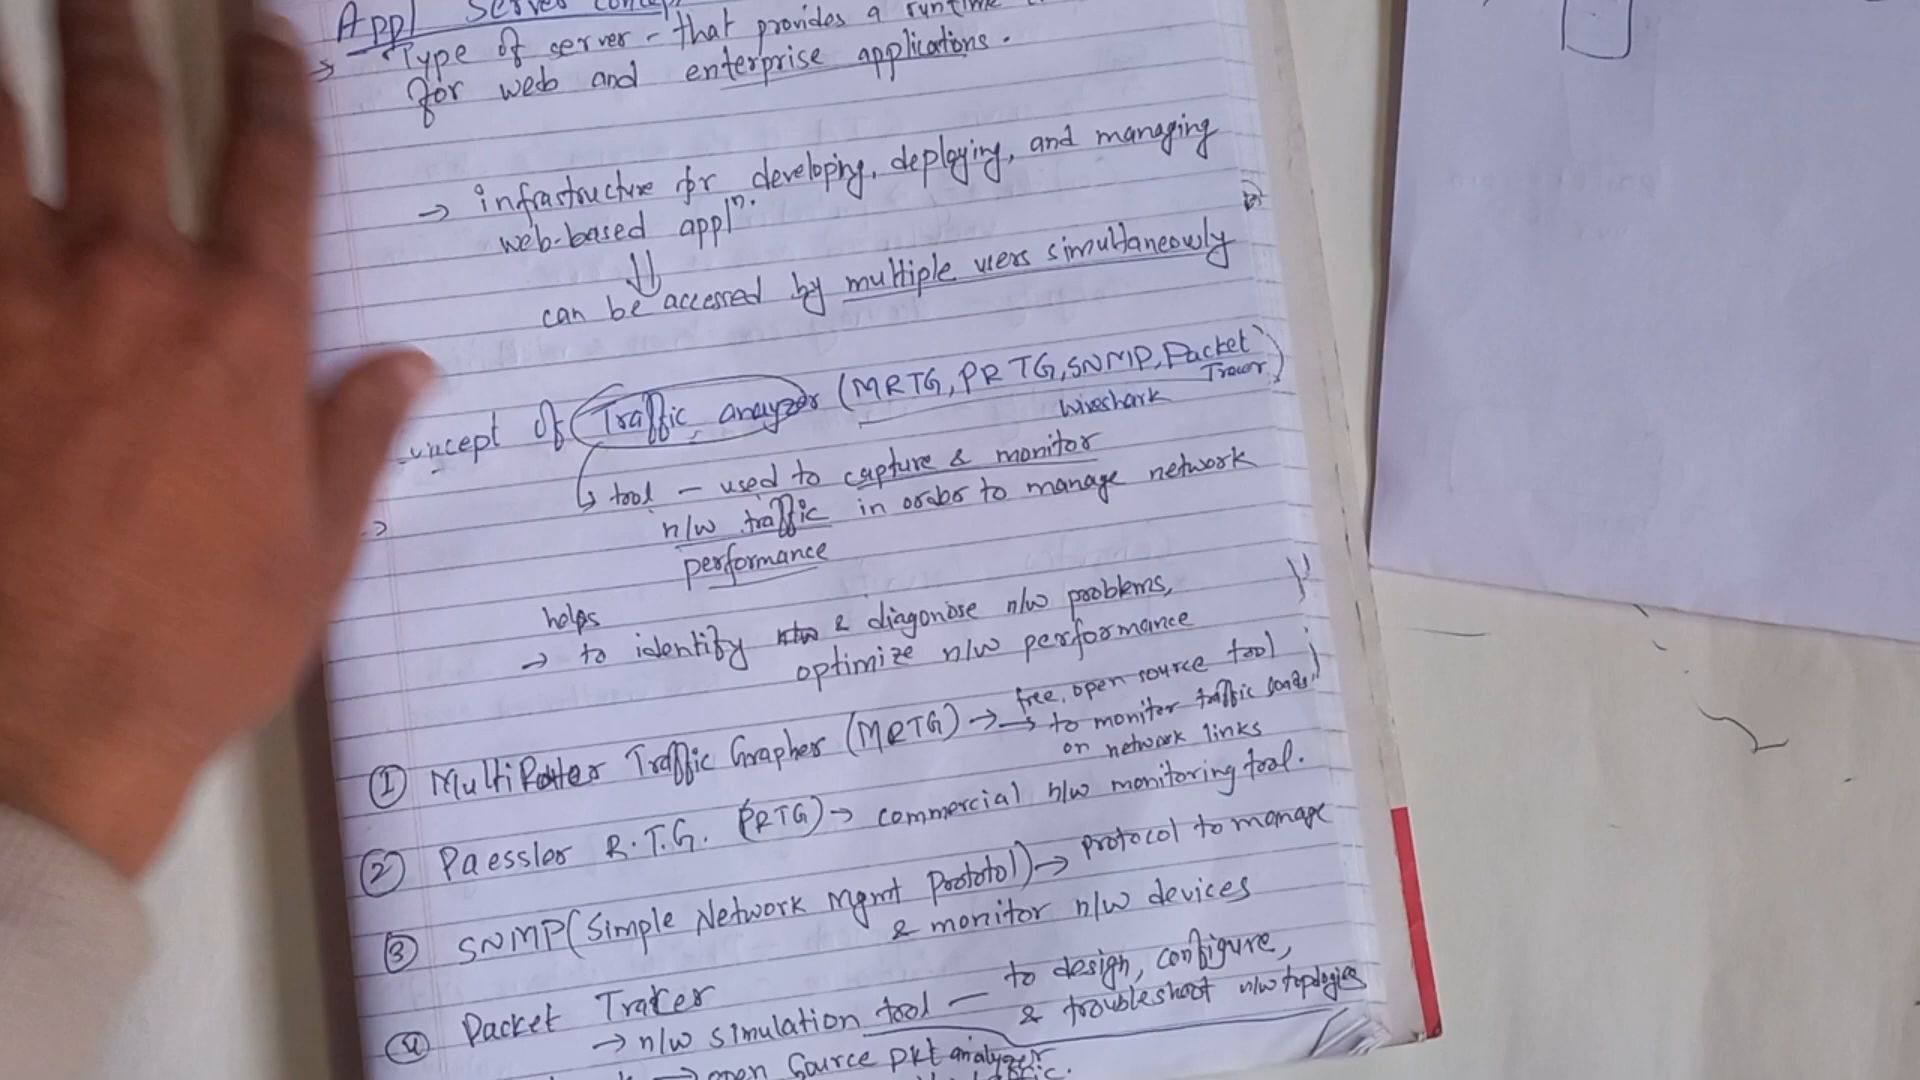 Appl Server concept
→ Type of server - that provides a runtime
for web and enterprise applications.
→ infrastructure for developing, deploying, and managing
web-based appln.
⇓
can be accessed by multiple users simultaneously
concept of Traffic anayzer (MRTG, PRTG, SNMP, Packet
Tracer)
wireshark
↳ tool - used to capture & monitor
n/w traffic in order to manage network
performance
helps
→ to identify & diagonise n/w problems,
optimize n/w performance
① MultiRouter Traffic Grapher (MRTG) →→ free, open source tool
to monitor traffic loads
on network links
② Paessler R.T.G. (PRTG) → commercial n/w monitoring tool.
③ SNMP (Simple Network Mgmt Prototol) → protocol to manage
& monitor n/w devices
④ Packet Traker
→ n/w simulation tool — to design, configure,
& troubleshoot n/w toplogies
→ open Source pkt analyzer